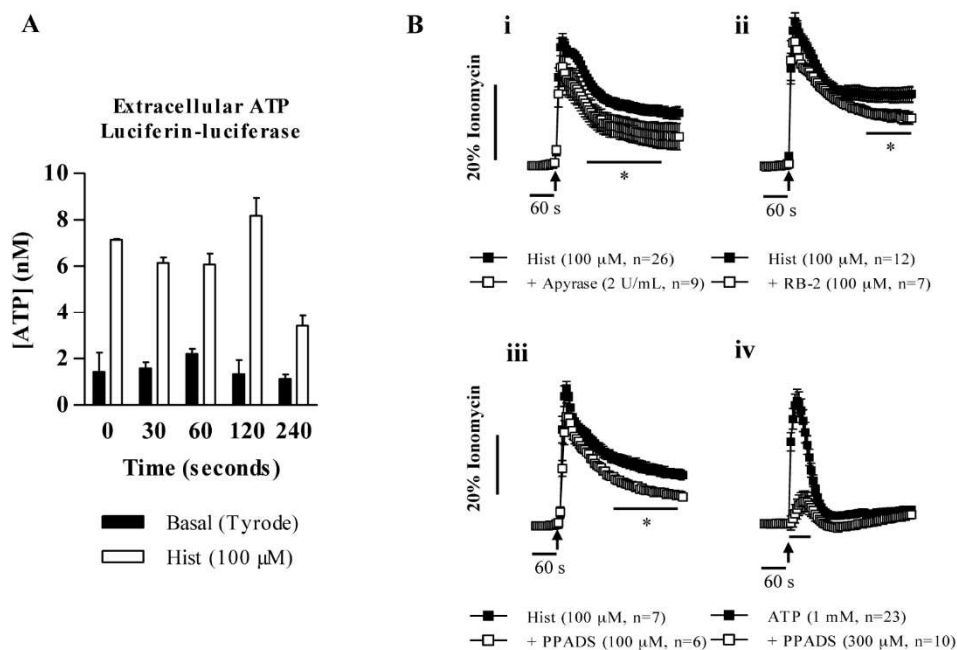 A
Extracellular ATP
Luciferin-luciferase
[ATP] (nM)
10
8
6
4
2
0
0 30 60 120 240
Time (seconds)
Basal (Tyrode)
Hist (100 µM)
B
i
20% Ionomycin
*
60 s
Hist (100 µM, n=26)
+ Apyrase (2 U/mL, n=9)
ii
*
60 s
Hist (100 µM, n=12)
+ RB-2 (100 µM, n=7)
iii
20% Ionomycin
*
60 s
Hist (100 µM, n=7)
+ PPADS (100 µM, n=6)
iv
60 s
ATP (1 mM, n=23)
+ PPADS (300 µM, n=10)